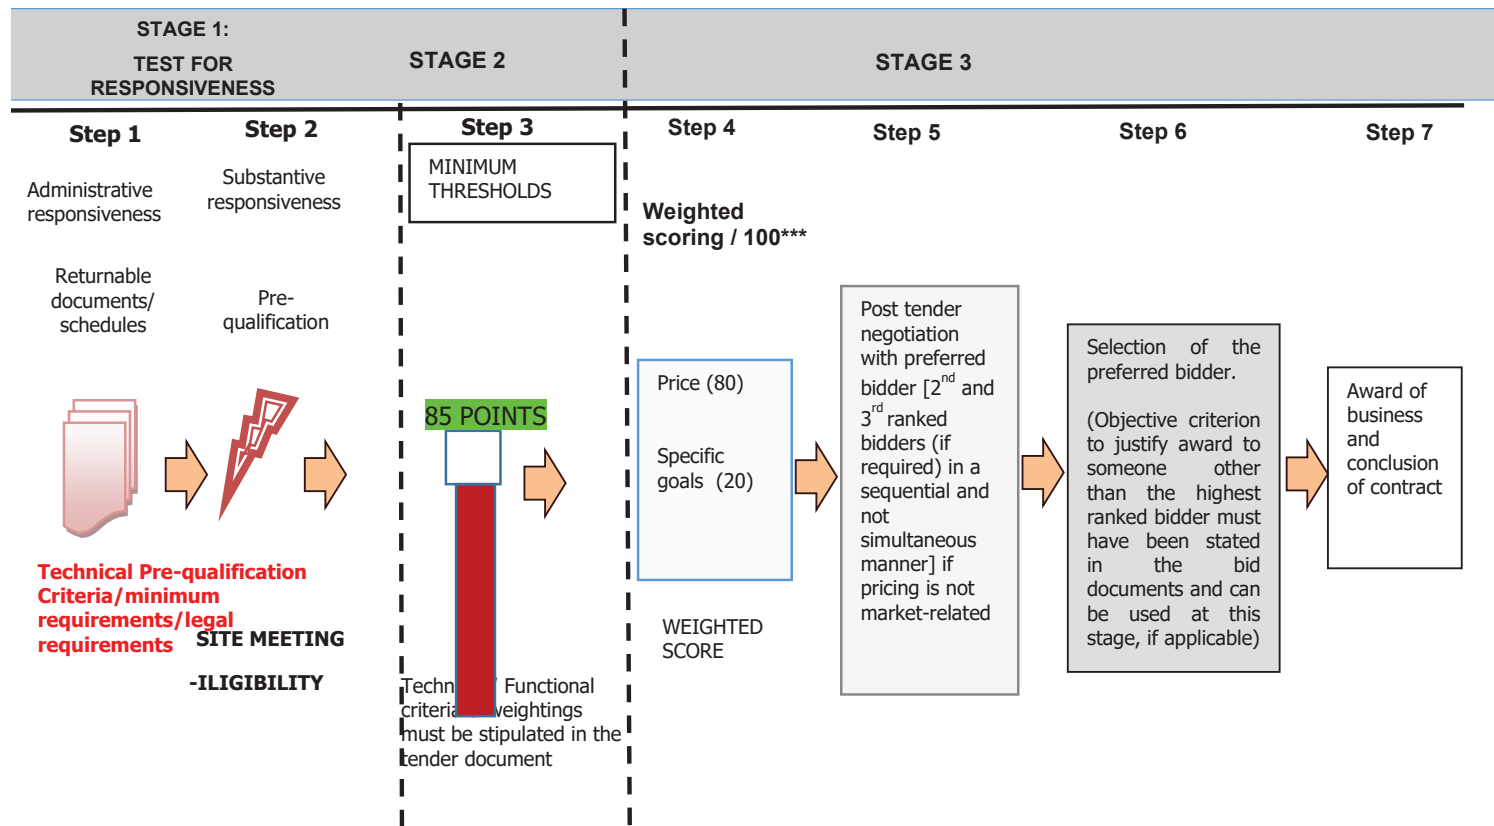 STAGE 1:
TEST FOR
RESPONSIVENESS
STAGE 2
STAGE 3
Step 1
Step 2
Step 3
Step 4
Step 5
Step 6
Step 7
Administrative
responsiveness
Returnable
documents/
schedules
Substantive
responsiveness
Pre-
qualification
Technical Pre-qualification
Criteria/minimum
requirements/legal
requirements
SITE MEETING
-ILIGIBILITY
MINIMUM
THRESHOLDS
85 POINTS
Functional
weightings
must be stipulated in the
tender document
Weighted
scoring / 100***
Price (80)
Specific
goals (20)
WEIGHTED
SCORE
Post tender
negotiation
with preferred
bidder [2nd and
3rd ranked
bidders (if
required) in a
sequential and
not
simultaneous
manner] if
pricing is not
market-related
Selection of the
preferred bidder.
(Objective criterion
to justify award to
someone other
than the highest
ranked bidder must
have been stated
in the bid
documents and can
be used at this
stage, if applicable)
Award of
business
and
conclusion
of contract